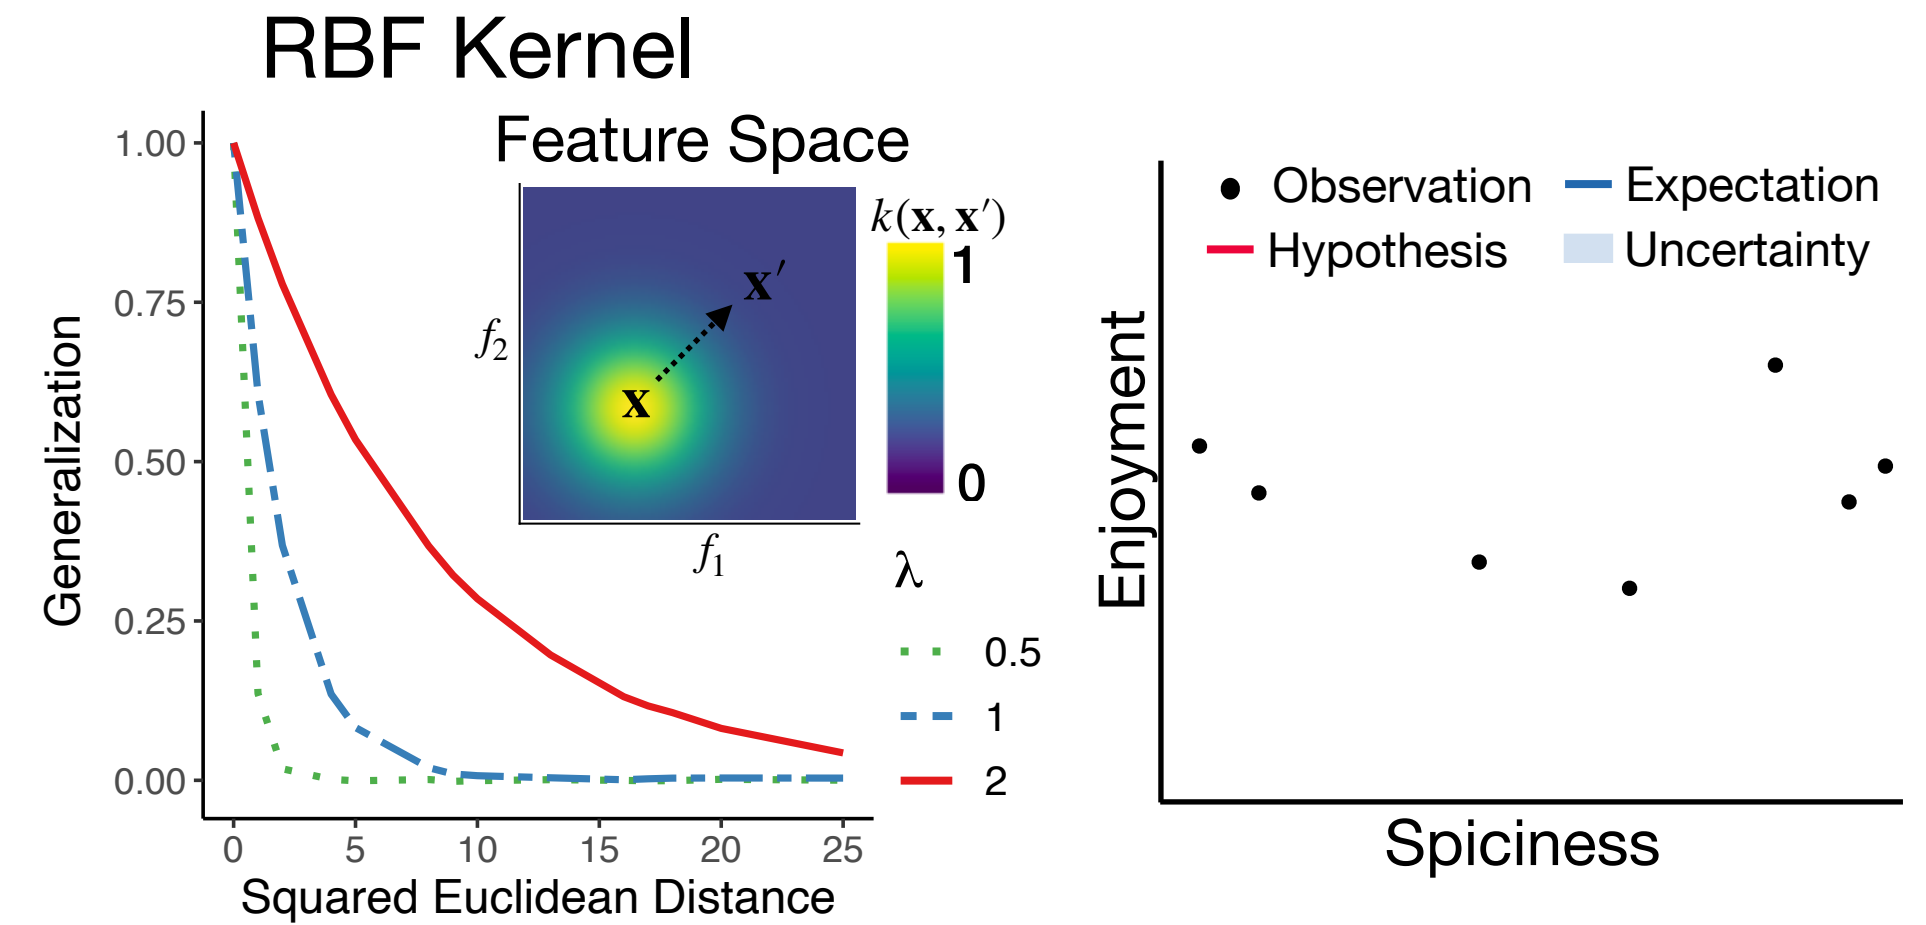 RBF Kernel
Feature Space
1.00
0.75
0.50
0.25
0.00
Generalization
0 5 10 15 20 25
Squared Euclidean Distance
f2
f1
x
x′
k(x, x′)
1
0
λ
0.5
1
2
Observation Expectation
Hypothesis Uncertainty
Enjoyment
Spiciness